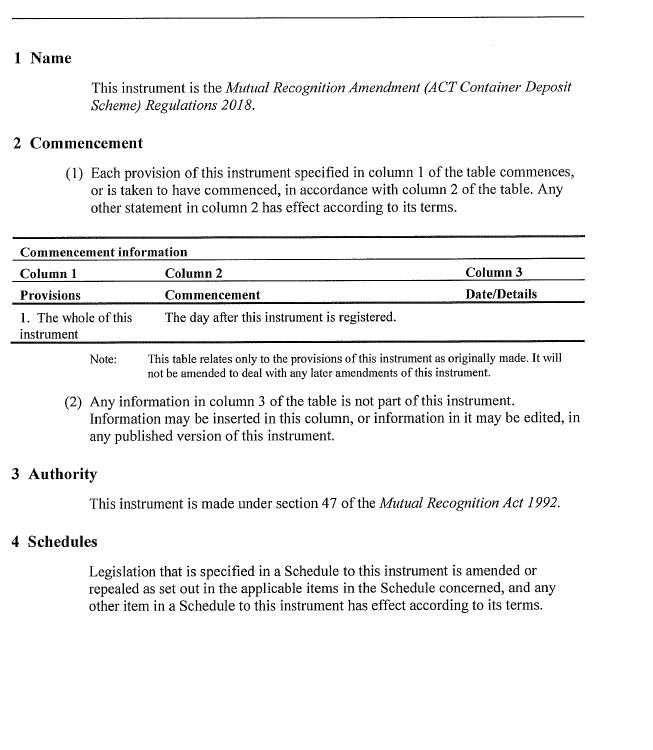 1 Name
This instrument is the Mutual Recognition Amendment (ACT Container Deposit
Scheme) Regulations 2018.
2 Commencement
(1) Each provision of this instrument specified in column 1 of the table commences,
or is taken to have commenced, in accordance with column 2 of the table. Any
other statement in column 2 has effect according to its terms.
Commencement information
Column 1 Column 2 Column 3
Provisions Commencement Date/Details
1. The whole of this The day after this instrument is registered.
instrument
Note: This table relates only to the provisions of this instrument as originally made. It will
not be amended to deal with any later amendments of this instrument.
(2) Any information in column 3 of the table is not part of this instrument.
Information may be inserted in this column, or information in it may be edited, in
any published version of this instrument.
3 Authority
This instrument is made under section 47 of the Mutual Recognition Act 1992.
4 Schedules
Legislation that is specified in a Schedule to this instrument is amended or
repealed as set out in the applicable items in the Schedule concerned, and any
other item in a Schedule to this instrument has effect according to its terms.